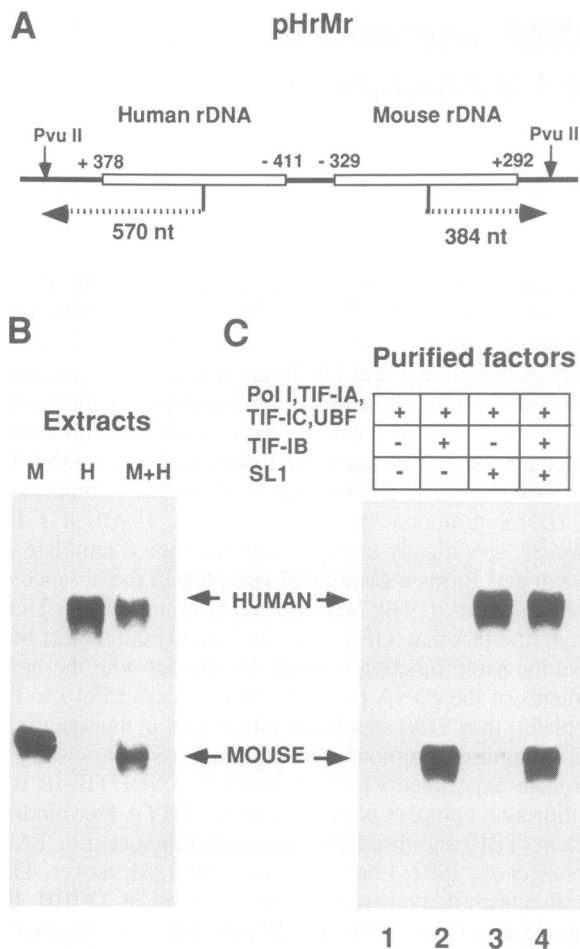 A
pHrMr
Human rDNA
Mouse rDNA
Pvu II
+ 378
- 411
- 329
+292
Pvu II
570 nt
384 nt
B
Extracts
M H M+H
C
Purified factors
Pol I,TIF-IA,
TIF-IC,UBF + + + +
TIF-IB - + - +
SL1 - - + +
HUMAN
MOUSE
1 2 3 4